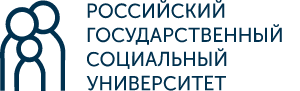 РОССИЙСКИЙ
ГОСУДАРСТВЕННЫЙ
СОЦИАЛЬНЫЙ
УНИВЕРСИТЕТ